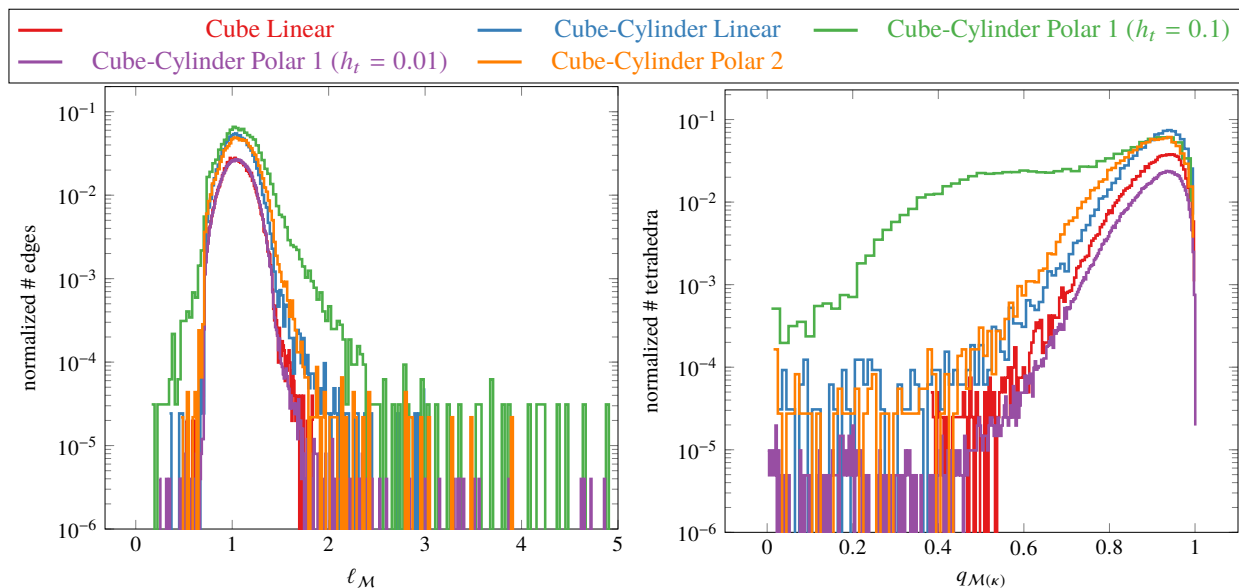 Cube Linear Cube-Cylinder Linear Cube-Cylinder Polar 1 (h_t = 0.1)
Cube-Cylinder Polar 1 (h_t = 0.01) Cube-Cylinder Polar 2
normalized # edges
10^{-1}
10^{-2}
10^{-3}
10^{-4}
10^{-5}
10^{-6}
0 1 2 3 4 5
ℓ_ℳ
normalized # tetrahedra
10^{-1}
10^{-2}
10^{-3}
10^{-4}
10^{-5}
10^{-6}
0 0.2 0.4 0.6 0.8 1
q_{ℳ(κ)}